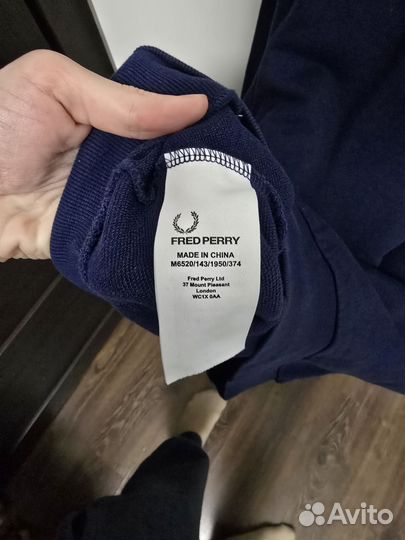 FRED PERRY
MADE IN CHINA
M6520/143/1950/374
Fred Perry Ltd
37 Mount Pleasant
London
WC1X 0AA
Avito